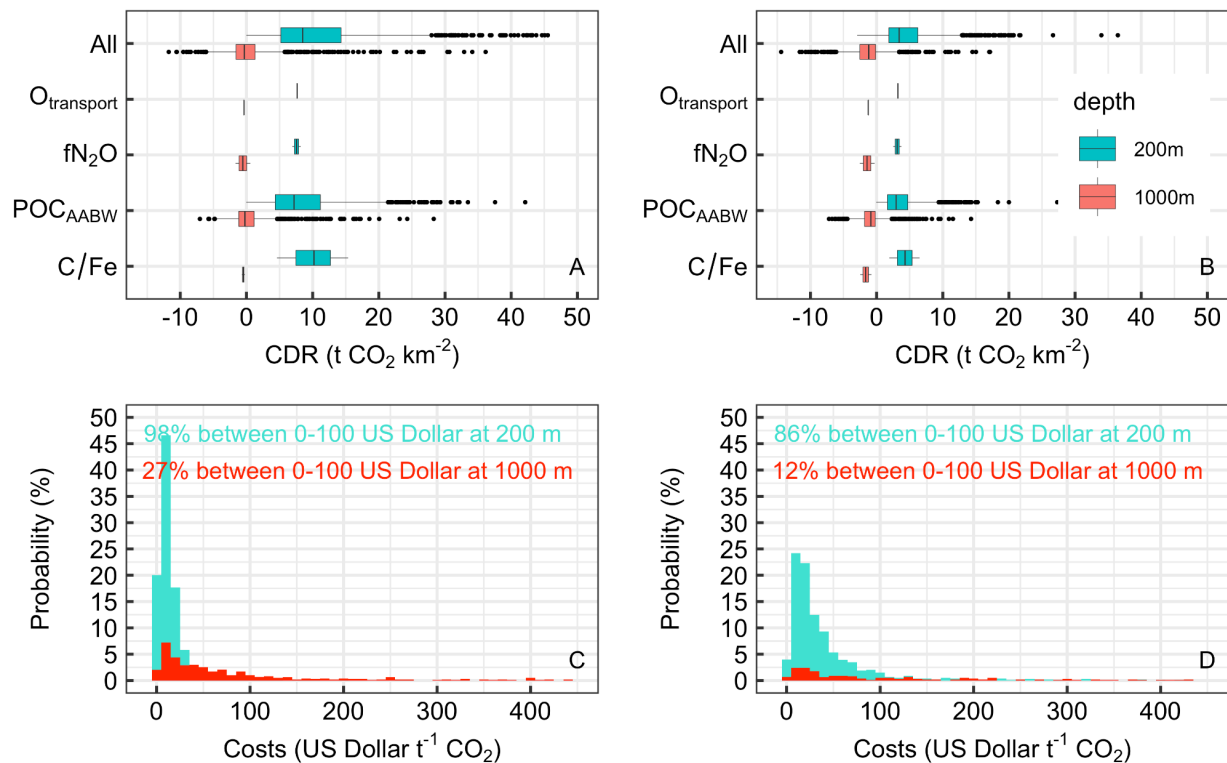 All
O_transport
fN₂O
POC_AABW
C/Fe
A
-10 0 10 20 30 40 50
CDR (t CO₂ km⁻²)
All
O_transport
fN₂O
POC_AABW
C/Fe
depth
200m
1000m
B
-10 0 10 20 30 40 50
CDR (t CO₂ km⁻²)
50
45
40
35
30
25
20
15
10
5
0
Probability (%)
98% between 0-100 US Dollar at 200 m
27% between 0-100 US Dollar at 1000 m
C
0 100 200 300 400
Costs (US Dollar t⁻¹ CO₂)
50
45
40
35
30
25
20
15
10
5
0
Probability (%)
86% between 0-100 US Dollar at 200 m
12% between 0-100 US Dollar at 1000 m
D
0 100 200 300 400
Costs (US Dollar t⁻¹ CO₂)